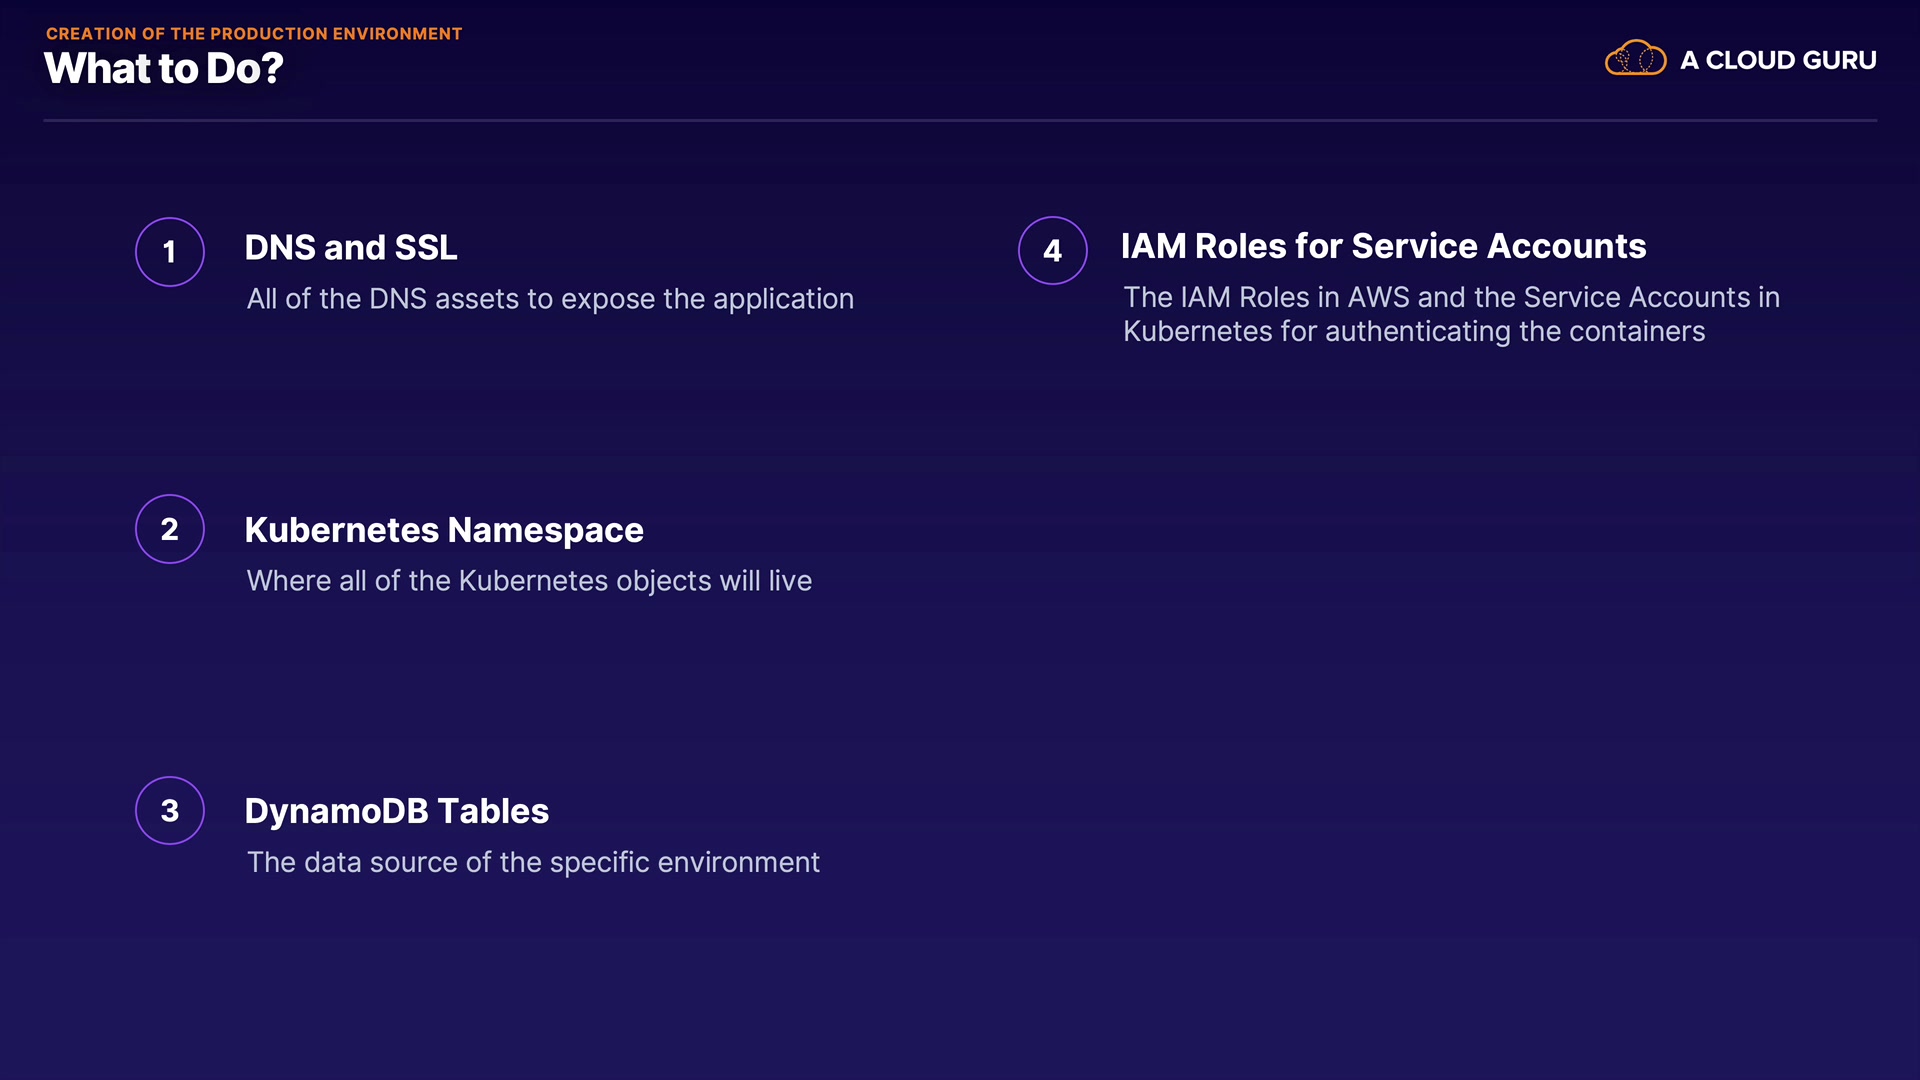 CREATION OF THE PRODUCTION ENVIRONMENT
What to Do?
A CLOUD GURU
1
DNS and SSL
All of the DNS assets to expose the application
2
Kubernetes Namespace
Where all of the Kubernetes objects will live
3
DynamoDB Tables
The data source of the specific environment
4
IAM Roles for Service Accounts
The IAM Roles in AWS and the Service Accounts in
Kubernetes for authenticating the containers